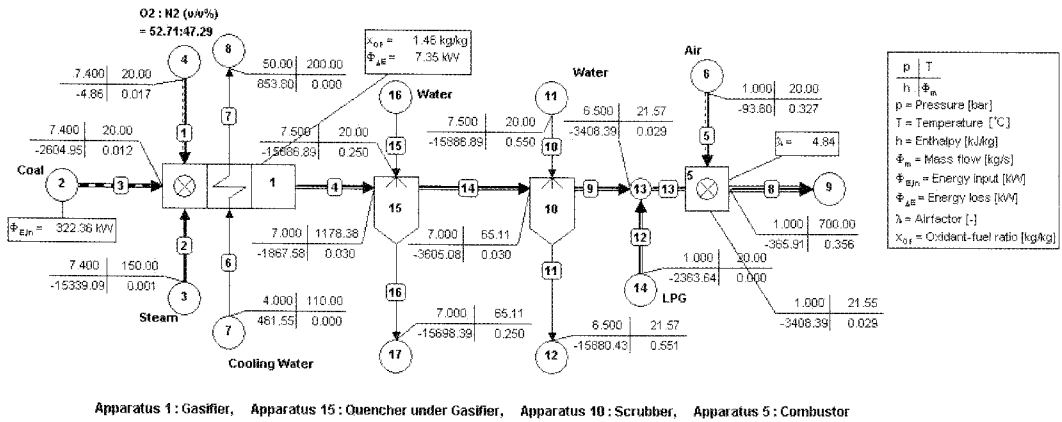 O2 : N2 (v/v%)
= 52.71:47.29
4
8
7.400 20.00
-4.86 0.017
50.00 200.00
853.80 0.000
χOF = 1.46 kg/kg
ΦΔE = 7.35 kW
16
Water
Water
11
Air
6
1.000 20.00
-93.80 0.327
6.500 21.57
-3408.39 0.029
p T
h Φm
p = Pressure [bar]
T = Temperature [°C]
h = Enthalpy [kJ/kg]
Φm = Mass flow [kg/s]
ΦEJn = Energy input [kW]
ΦΔE = Energy loss [kW]
λ = Airfactor [-]
χOF = Oxidant-fuel ratio [kg/kg]
7.400 20.00
-2604.95 0.012
7.500 20.00
-15886.89 0.250
7.500 20.00
-15886.89 0.550
λ = 4.84
Coal
2
3
1
7
1
4
15
15
14
10
10
9
13
13
5
5
8
9
ΦEJn = 322.36 kW
2
3
Steam
7.400 150.00
-15339.09 0.001
6
7
Cooling Water
4.000 110.00
461.55 0.000
7.000 1178.38
-1867.58 0.030
7.000 65.11
-3605.08 0.030
16
17
7.000 65.11
-15698.39 0.250
11
12
6.500 21.57
-15880.43 0.551
12
14
LPG
1.000 20.00
-2363.64 0.000
1.000 700.00
-365.91 0.356
1.000 21.55
-3408.39 0.029
Apparatus 1 : Gasifier, Apparatus 15 : Quencher under Gasifier, Apparatus 10 : Scrubber, Apparatus 5 : Combustor